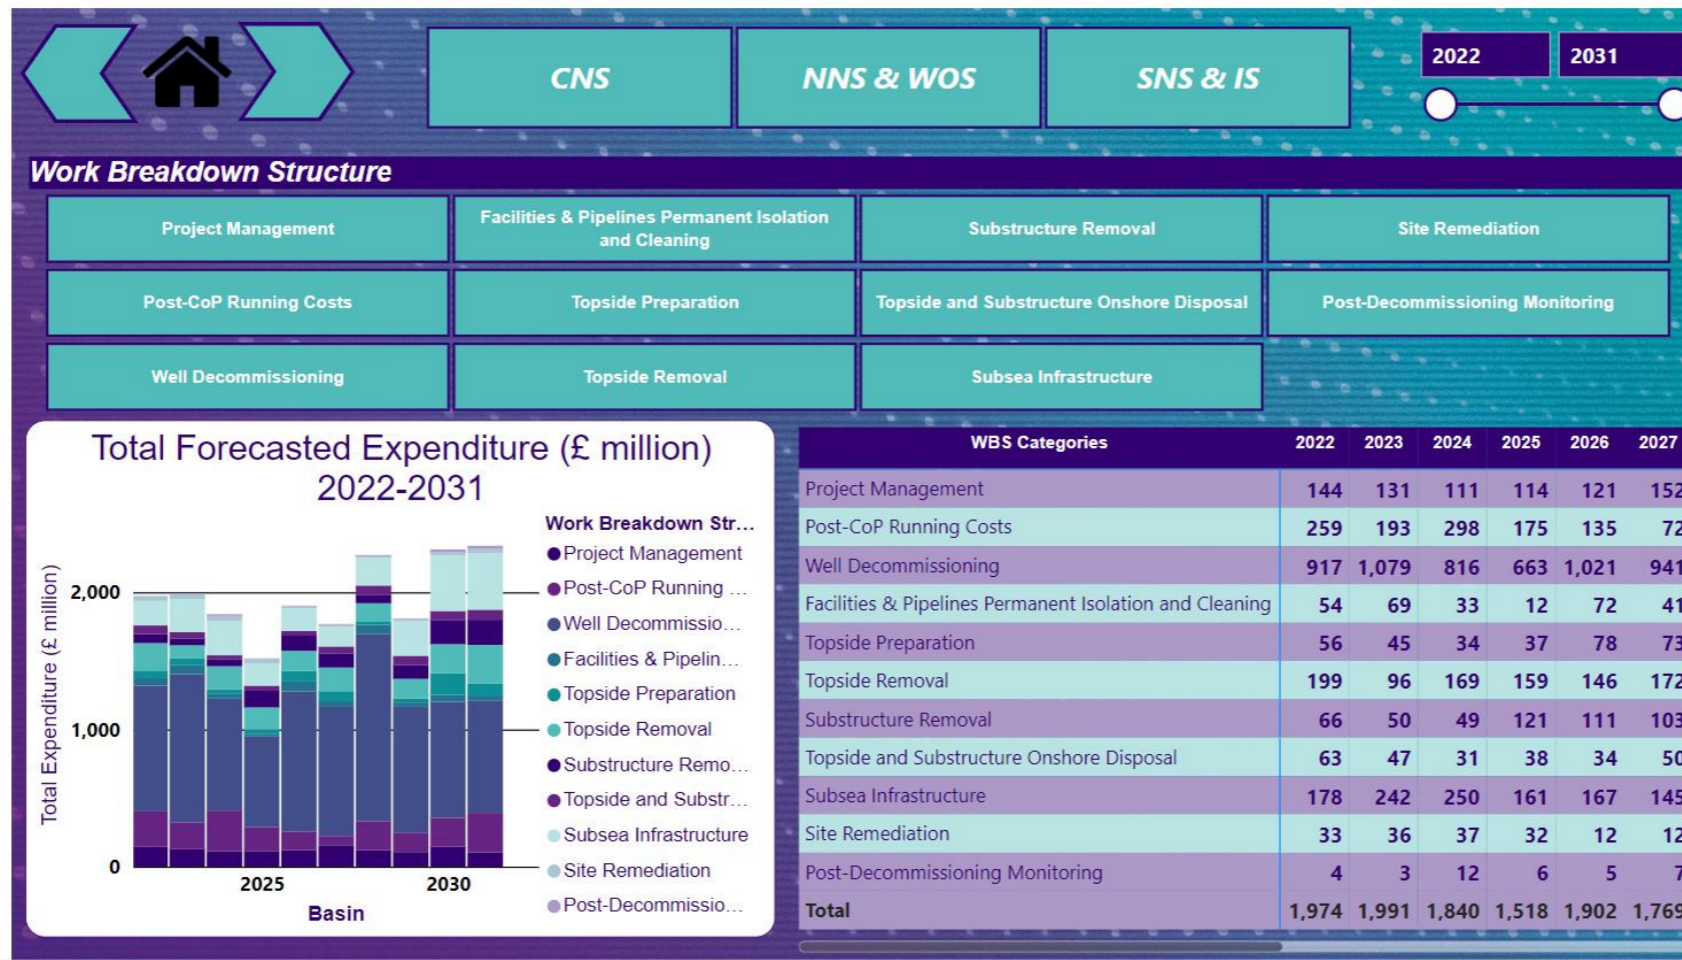 CNS
NNS & WOS
SNS & IS
2022
2031
Work Breakdown Structure
Project Management
Facilities & Pipelines Permanent Isolation
and Cleaning
Substructure Removal
Site Remediation
Post-CoP Running Costs
Topside Preparation
Topside and Substructure Onshore Disposal
Post-Decommissioning Monitoring
Well Decommissioning
Topside Removal
Subsea Infrastructure
Total Forecasted Expenditure (£ million)
2022-2031
Total Expenditure (£ million)
2,000
1,000
0
2025
2030
Basin
Work Breakdown Str...
Project Management
Post-CoP Running ...
Well Decommissio...
Facilities & Pipelin...
Topside Preparation
Topside Removal
Substructure Remo...
Topside and Substr...
Subsea Infrastructure
Site Remediation
Post-Decommissio...
WBS Categories 2022 2023 2024 2025 2026 2027
Project Management 144 131 111 114 121 152
Post-CoP Running Costs 259 193 298 175 135 72
Well Decommissioning 917 1,079 816 663 1,021 941
Facilities & Pipelines Permanent Isolation and Cleaning 54 69 33 12 72 41
Topside Preparation 56 45 34 37 78 73
Topside Removal 199 96 169 159 146 172
Substructure Removal 66 50 49 121 111 103
Topside and Substructure Onshore Disposal 63 47 31 38 34 50
Subsea Infrastructure 178 242 250 161 167 145
Site Remediation 33 36 37 32 12 12
Post-Decommissioning Monitoring 4 3 12 6 5 7
Total 1,974 1,991 1,840 1,518 1,902 1,769